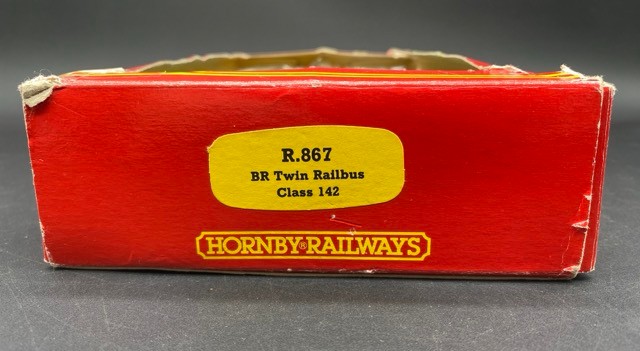 R.867
BR Twin Railbus
Class 142
HORNBY® RAILWAYS